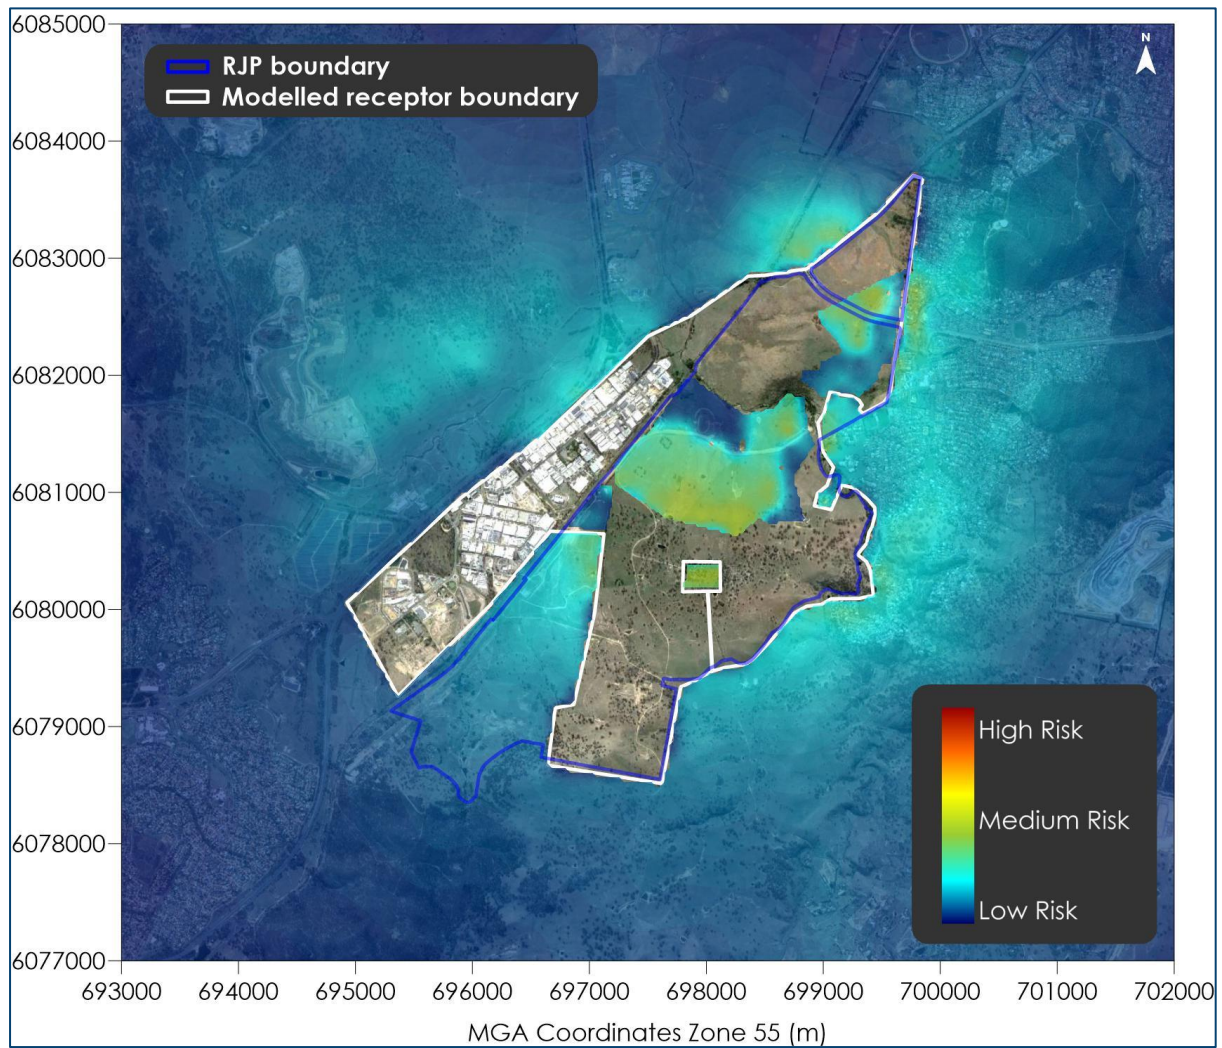 6085000
N
RJP boundary
Modelled receptor boundary
6084000
6083000
6082000
6081000
6080000
6079000
High Risk
Medium Risk
6078000
Low Risk
6077000
693000 694000 695000 696000 697000 698000 699000 700000 701000 702000
MGA Coordinates Zone 55 (m)